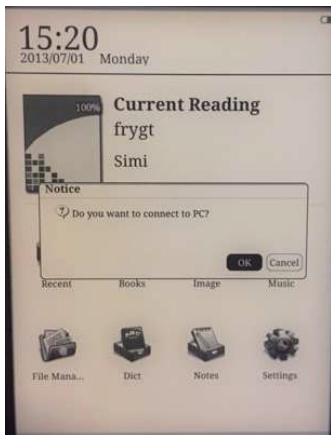 15:20
2013/07/01 Monday
100%
Current Reading
frygt
Simi
Notice
Do you want to connect to PC?
OK Cancel
Recent Books Image Music
File Mana... Dict Notes Settings